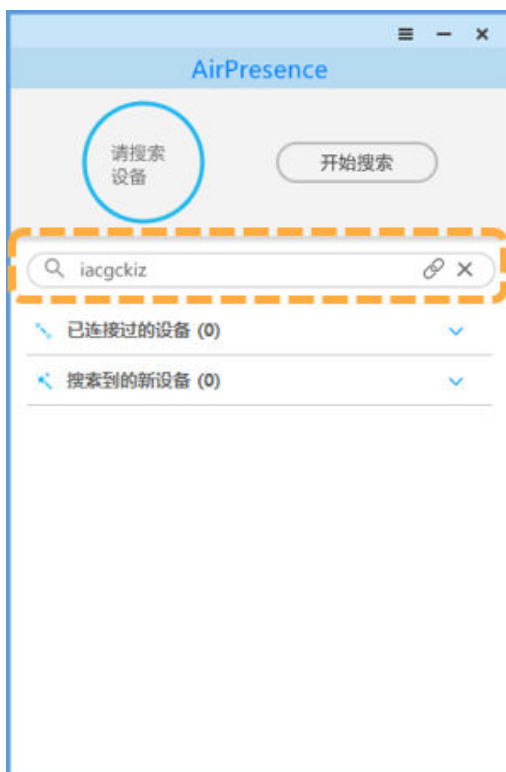 AirPresence
请搜索
设备
开始搜索
iacgckiz
已连接过的设备 (0)
搜索到的新设备 (0)